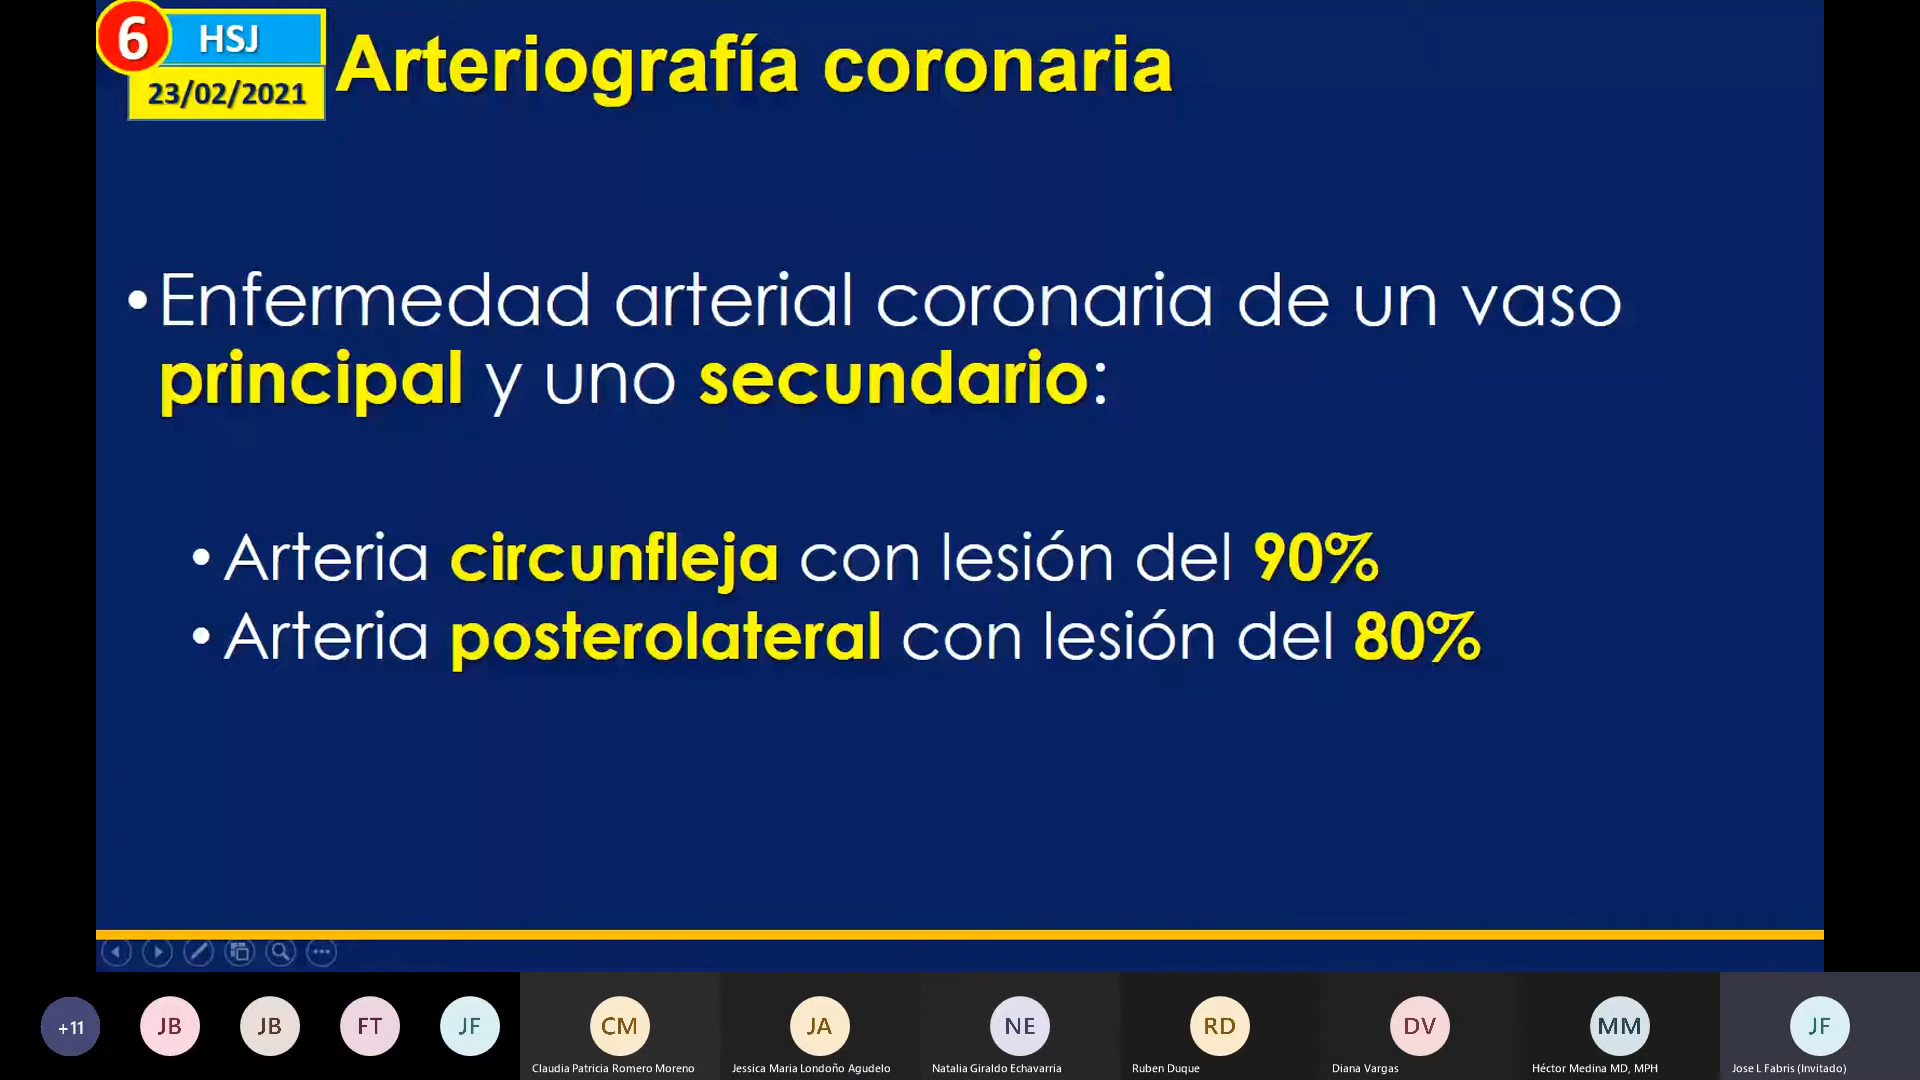 6
HSJ
23/02/2021
Arteriografía coronaria
•Enfermedad arterial coronaria de un vaso
principal y uno secundario:
•Arteria circunfleja con lesión del 90%
•Arteria posterolateral con lesión del 80%
+11
JB
JB
FT
JF
CM
JA
NE
RD
DV
MM
JF
Claudia Patricia Romero Moreno
Jessica Maria Londoño Agudelo
Natalia Giraldo Echavarria
Ruben Duque
Diana Vargas
Héctor Medina MD, MPH
Jose L Fabris (Invitado)